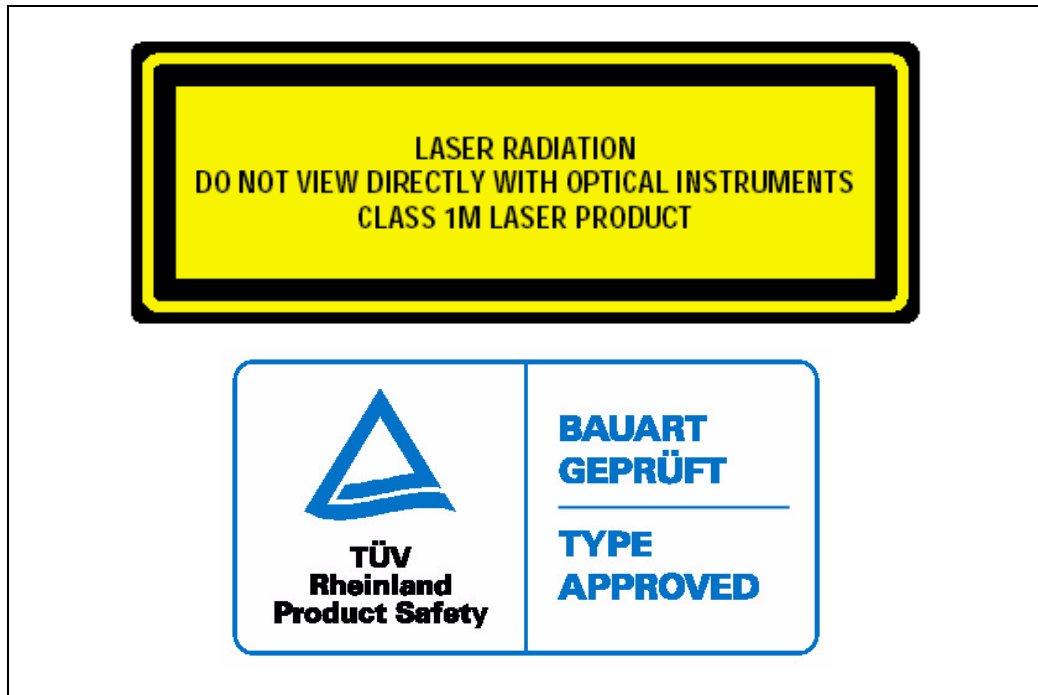 LASER RADIATION
DO NOT VIEW DIRECTLY WITH OPTICAL INSTRUMENTS
CLASS 1M LASER PRODUCT
TÜV
Rheinland
Product Safety
BAUART
GEPRÜFT
TYPE
APPROVED